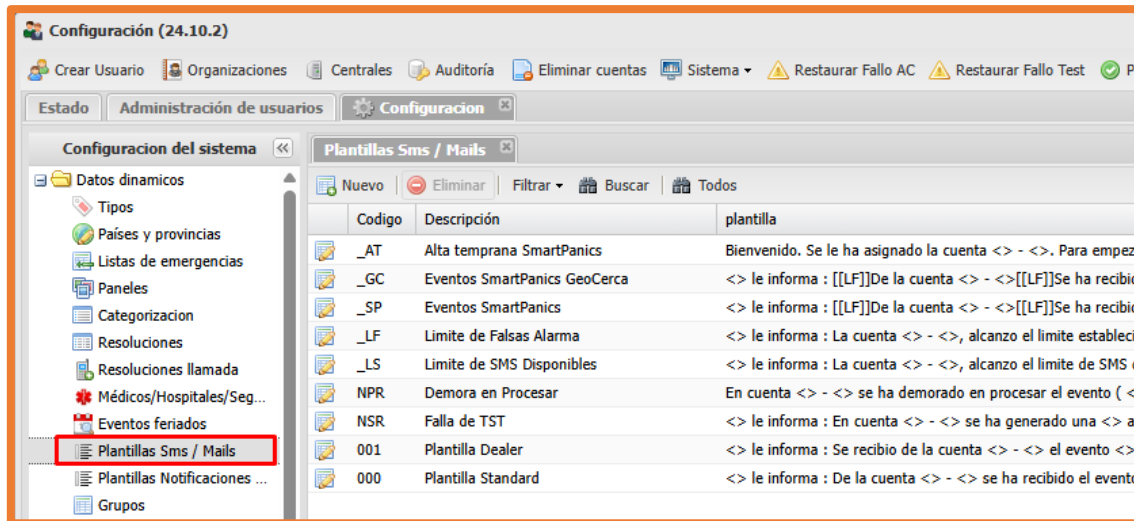 Configuración (24.10.2)
Crear Usuario Organizaciones Centrales Auditoría Eliminar cuentas Sistema Restaurar Fallo AC Restaurar Fallo Test P
Estado Administración de usuarios Configuracion
Configuracion del sistema
Datos dinamicos
Tipos
Países y provincias
Listas de emergencias
Paneles
Categorizacion
Resoluciones
Resoluciones llamada
Médicos/Hospitales/Seg...
Eventos feriados
Plantillas Sms / Mails
Plantillas Notificaciones ...
Grupos
Plantillas Sms / Mails
Nuevo Eliminar Filtrar Buscar Todos
Codigo Descripción plantilla
_AT Alta temprana SmartPanics Bienvenido. Se le ha asignado la cuenta <> - <>. Para empez
_GC Eventos SmartPanics GeoCerca <> le informa : [[LF]]De la cuenta <> - <>[[LF]]Se ha recibi
_SP Eventos SmartPanics <> le informa : [[LF]]De la cuenta <> - <>[[LF]]Se ha recibi
_LF Limite de Falsas Alarma <> le informa : La cuenta <> - <>, alcanzo el limite estableci
_LS Limite de SMS Disponibles <> le informa : La cuenta <> - <>, alcanzo el limite de SMS
NPR Demora en Procesar En cuenta <> - <> se ha demorado en procesar el evento ( <
NSR Falla de TST <> le informa : En cuenta <> - <> se ha generado una <> a
001 Plantilla Dealer <> le informa : Se recibio de la cuenta <> - <> el evento <>
000 Plantilla Standard <> le informa : De la cuenta <> - <> se ha recibido el evento